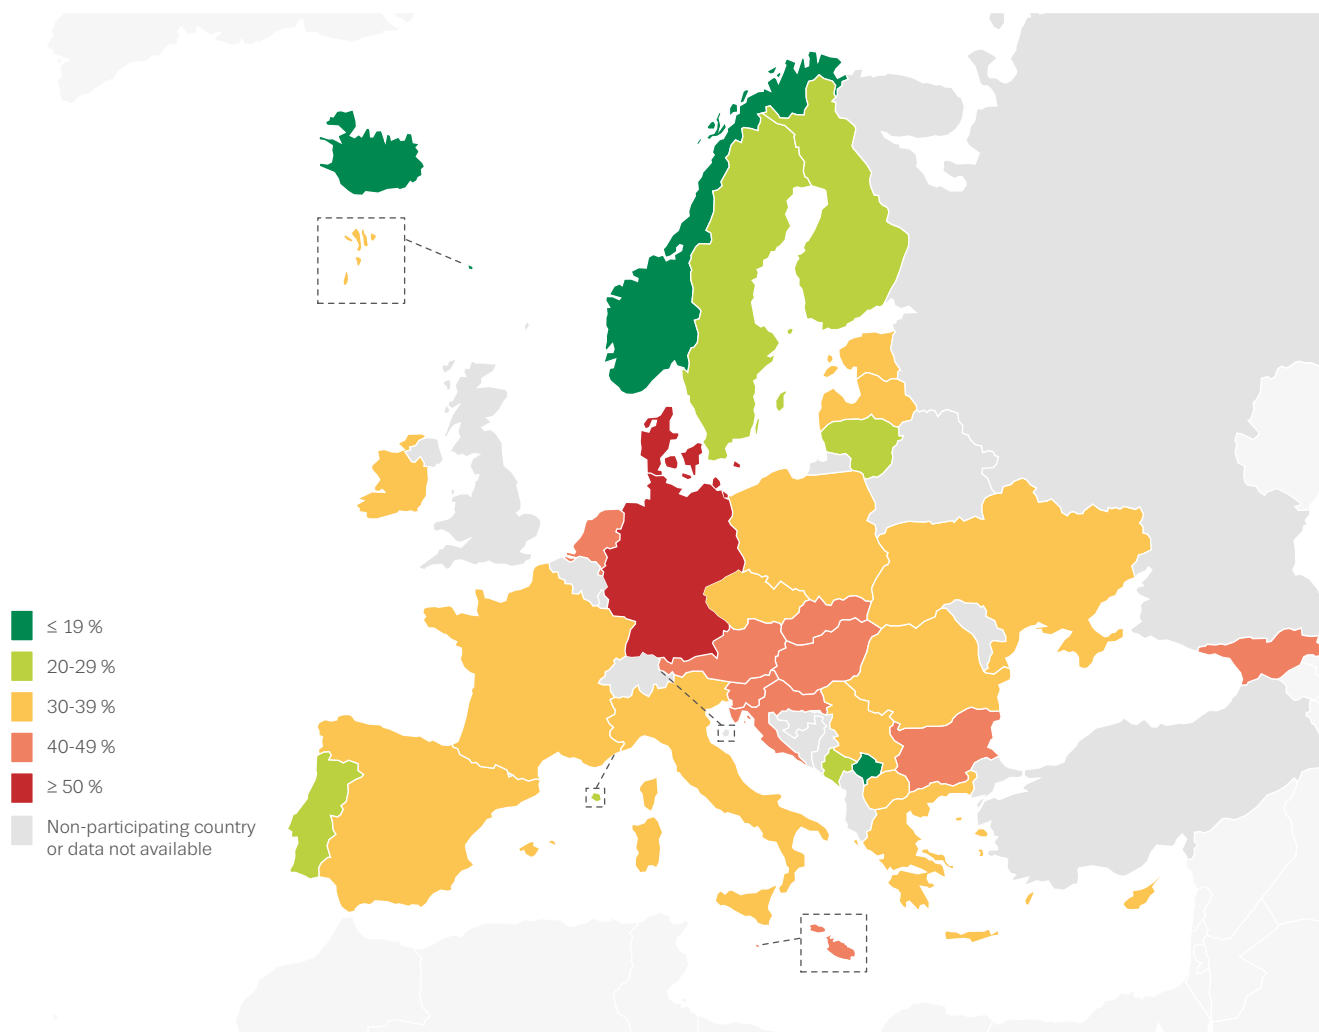 ≤ 19 %
20-29 %
30-39 %
40-49 %
≥ 50 %
Non-participating country
or data not available